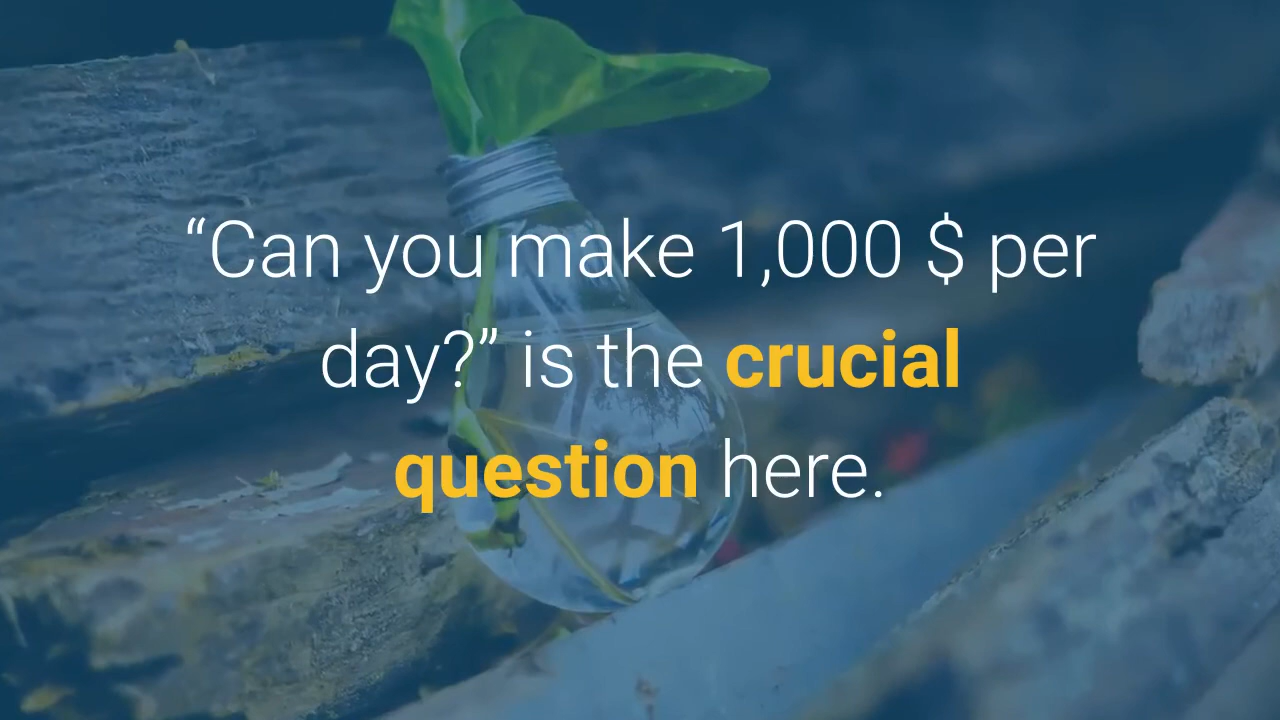 “Can you make 1,000 $ per
day?” is the crucial
question here.